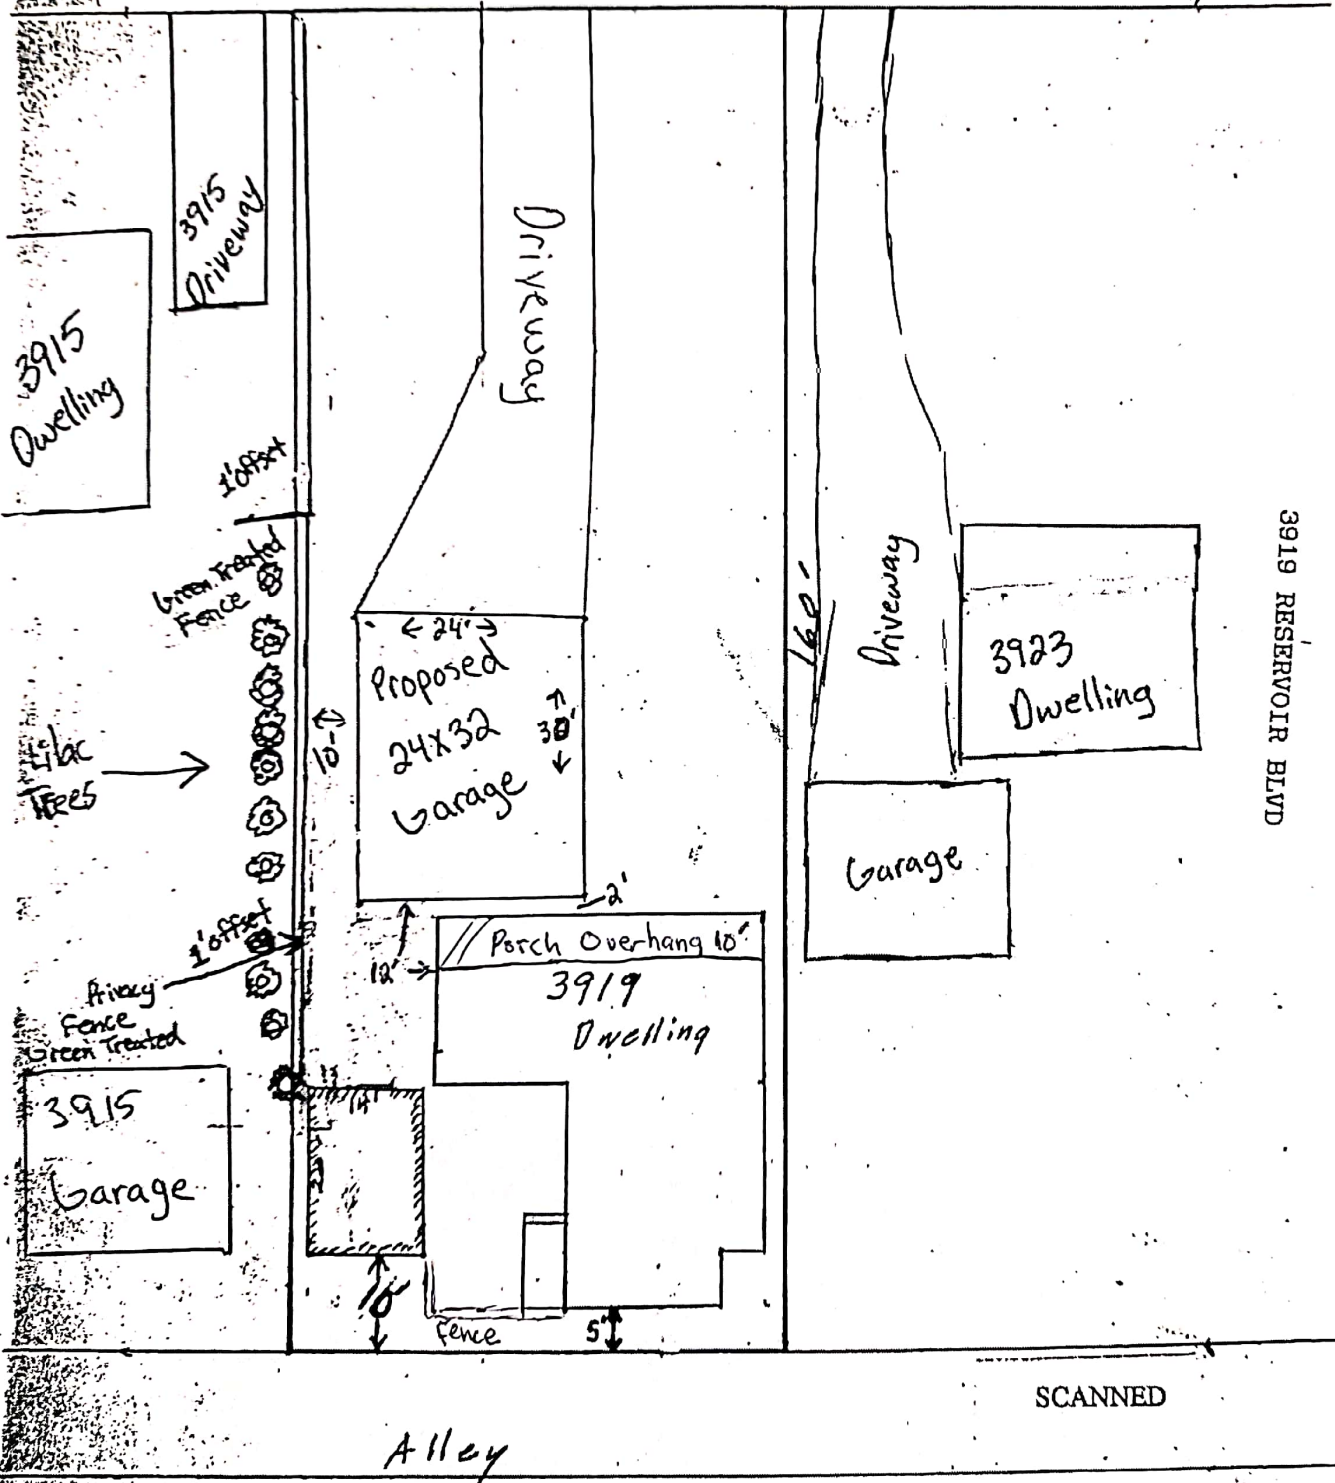 3915
Driveway
3915
Dwelling
Driveway
1' offset
Green Treated
Fence
Lilac
Trees
10'
24'
Proposed
24x32
Garage
2'
12'
Porch Overhang 10'
3919
Dwelling
1' offset
Privacy
Fence
Green Treated
3915
Garage
14'
Fence
5'
160'
Driveway
3923
Dwelling
Garage
3919 RESERVOIR BLVD
SCANNED
Alley